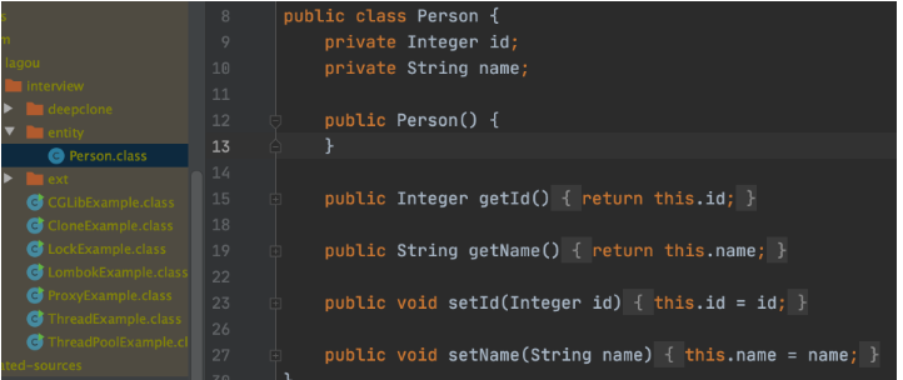 lagou
interview
deepclone
entity
Person.class
ext
CGLibExample.class
CloneExample.class
LockExample.class
LombokExample.class
ProxyExample.class
ThreadExample.class
ThreadPoolExample.cl
ated-sources
8 public class Person {
9 private Integer id;
10 private String name;
11
12 public Person() {
13 }
14
15 public Integer getId() { return this.id; }
18
19 public String getName() { return this.name; }
22
23 public void setId(Integer id) { this.id = id; }
26
27 public void setName(String name) { this.name = name; }